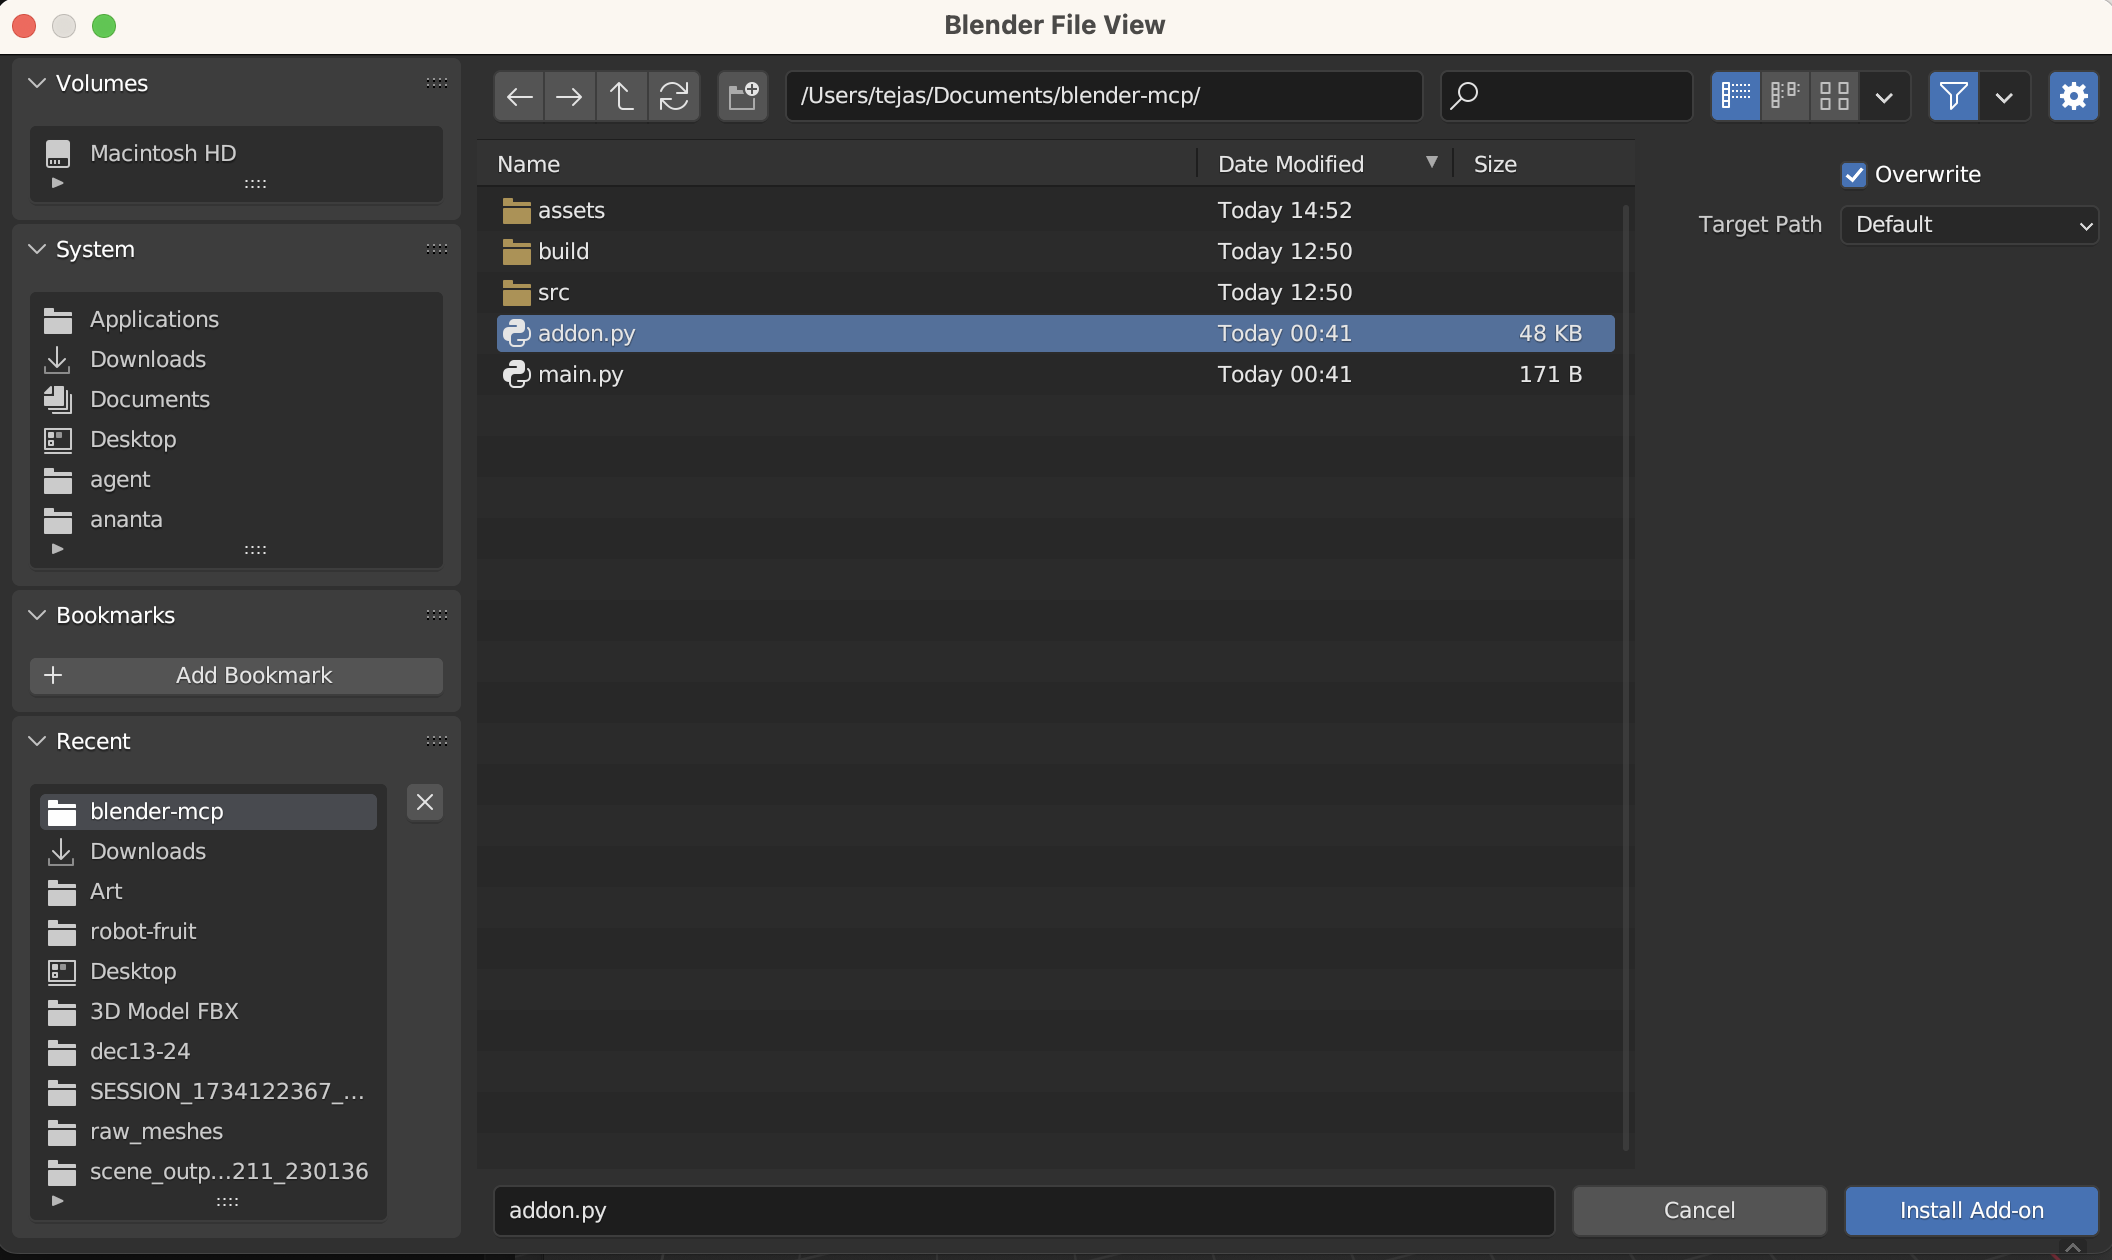 Blender File View
Volumes
Macintosh HD
System
Applications
Downloads
Documents
Desktop
agent
ananta
Bookmarks
Add Bookmark
Recent
blender-mcp
Downloads
Art
robot-fruit
Desktop
3D Model FBX
dec13-24
SESSION_1734122367_...
raw_meshes
scene_outp...211_230136
/Users/tejas/Documents/blender-mcp/
Name Date Modified Size
assets Today 14:52
build Today 12:50
src Today 12:50
addon.py Today 00:41 48 KB
main.py Today 00:41 171 B
Overwrite
Target Path Default
addon.py
Cancel
Install Add-on